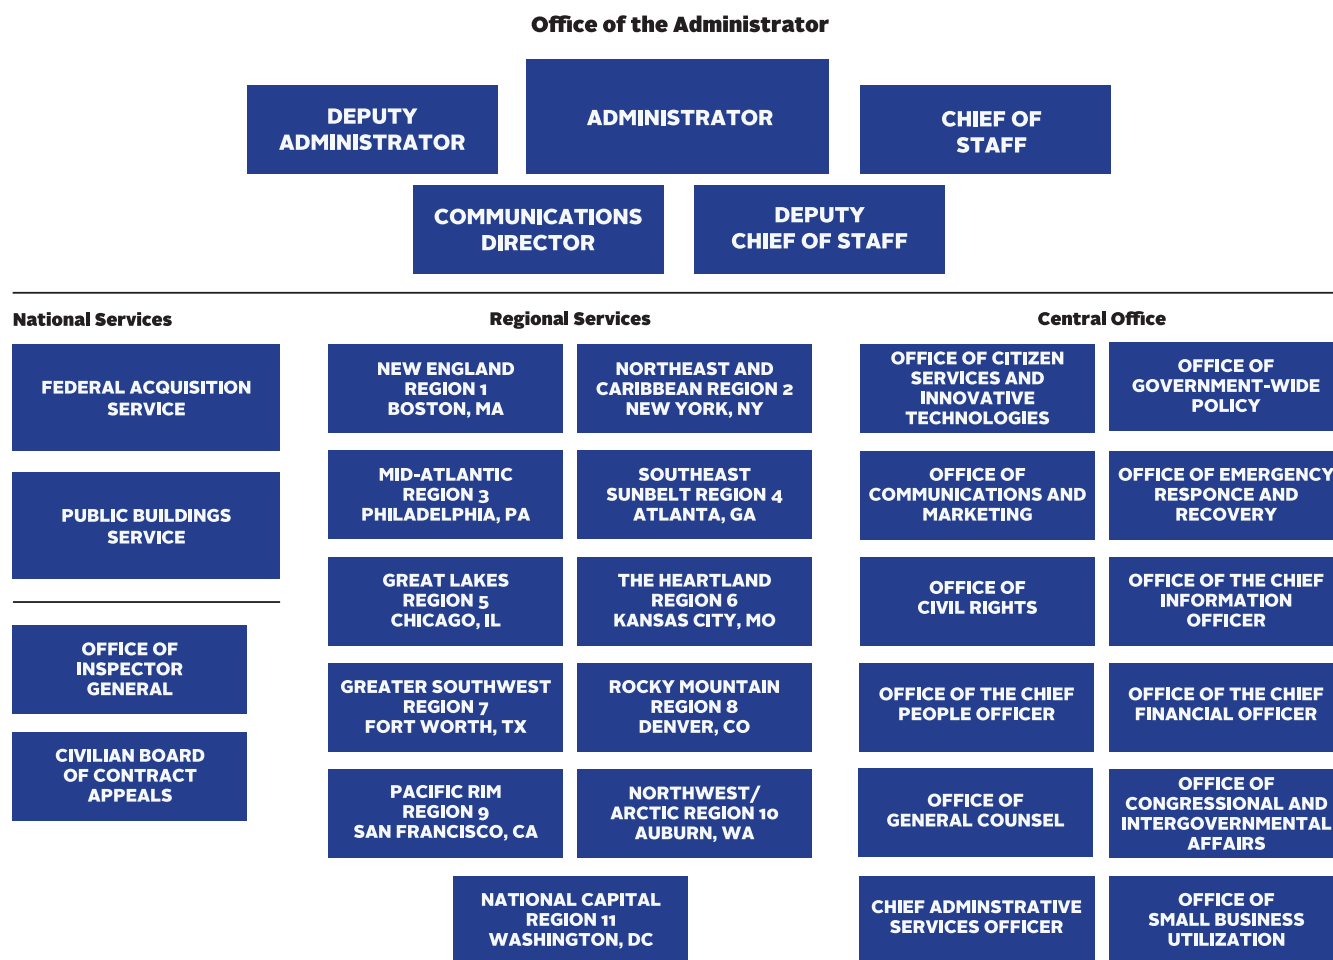 Office of the Administrator
DEPUTY
ADMINISTRATOR
ADMINISTRATOR
CHIEF OF
STAFF
COMMUNICATIONS
DIRECTOR
DEPUTY
CHIEF OF STAFF
National Services
FEDERAL ACQUISITION
SERVICE
PUBLIC BUILDINGS
SERVICE
OFFICE OF
INSPECTOR
GENERAL
CIVILIAN BOARD
OF CONTRACT
APPEALS
Regional Services
NEW ENGLAND
REGION 1
BOSTON, MA
NORTHEAST AND
CARIBBEAN REGION 2
NEW YORK, NY
MID-ATLANTIC
REGION 3
PHILADELPHIA, PA
SOUTHEAST
SUNBELT REGION 4
ATLANTA, GA
GREAT LAKES
REGION 5
CHICAGO, IL
THE HEARTLAND
REGION 6
KANSAS CITY, MO
GREATER SOUTHWEST
REGION 7
FORT WORTH, TX
ROCKY MOUNTAIN
REGION 8
DENVER, CO
PACIFIC RIM
REGION 9
SAN FRANCISCO, CA
NORTHWEST/
ARCTIC REGION 10
AUBURN, WA
NATIONAL CAPITAL
REGION 11
WASHINGTON, DC
Central Office
OFFICE OF CITIZEN
SERVICES AND
INNOVATIVE
TECHNOLOGIES
OFFICE OF
GOVERNMENT-WIDE
POLICY
OFFICE OF
COMMUNICATIONS AND
MARKETING
OFFICE OF EMERGENCY
RESPONCE AND
RECOVERY
OFFICE OF
CIVIL RIGHTS
OFFICE OF THE CHIEF
INFORMATION
OFFICER
OFFICE OF THE CHIEF
PEOPLE OFFICER
OFFICE OF THE CHIEF
FINANCIAL OFFICER
OFFICE OF
GENERAL COUNSEL
OFFICE OF
CONGRESSIONAL AND
INTERGOVERNMENTAL
AFFAIRS
CHIEF ADMINSTRATIVE
SERVICES OFFICER
OFFICE OF
SMALL BUSINESS
UTILIZATION